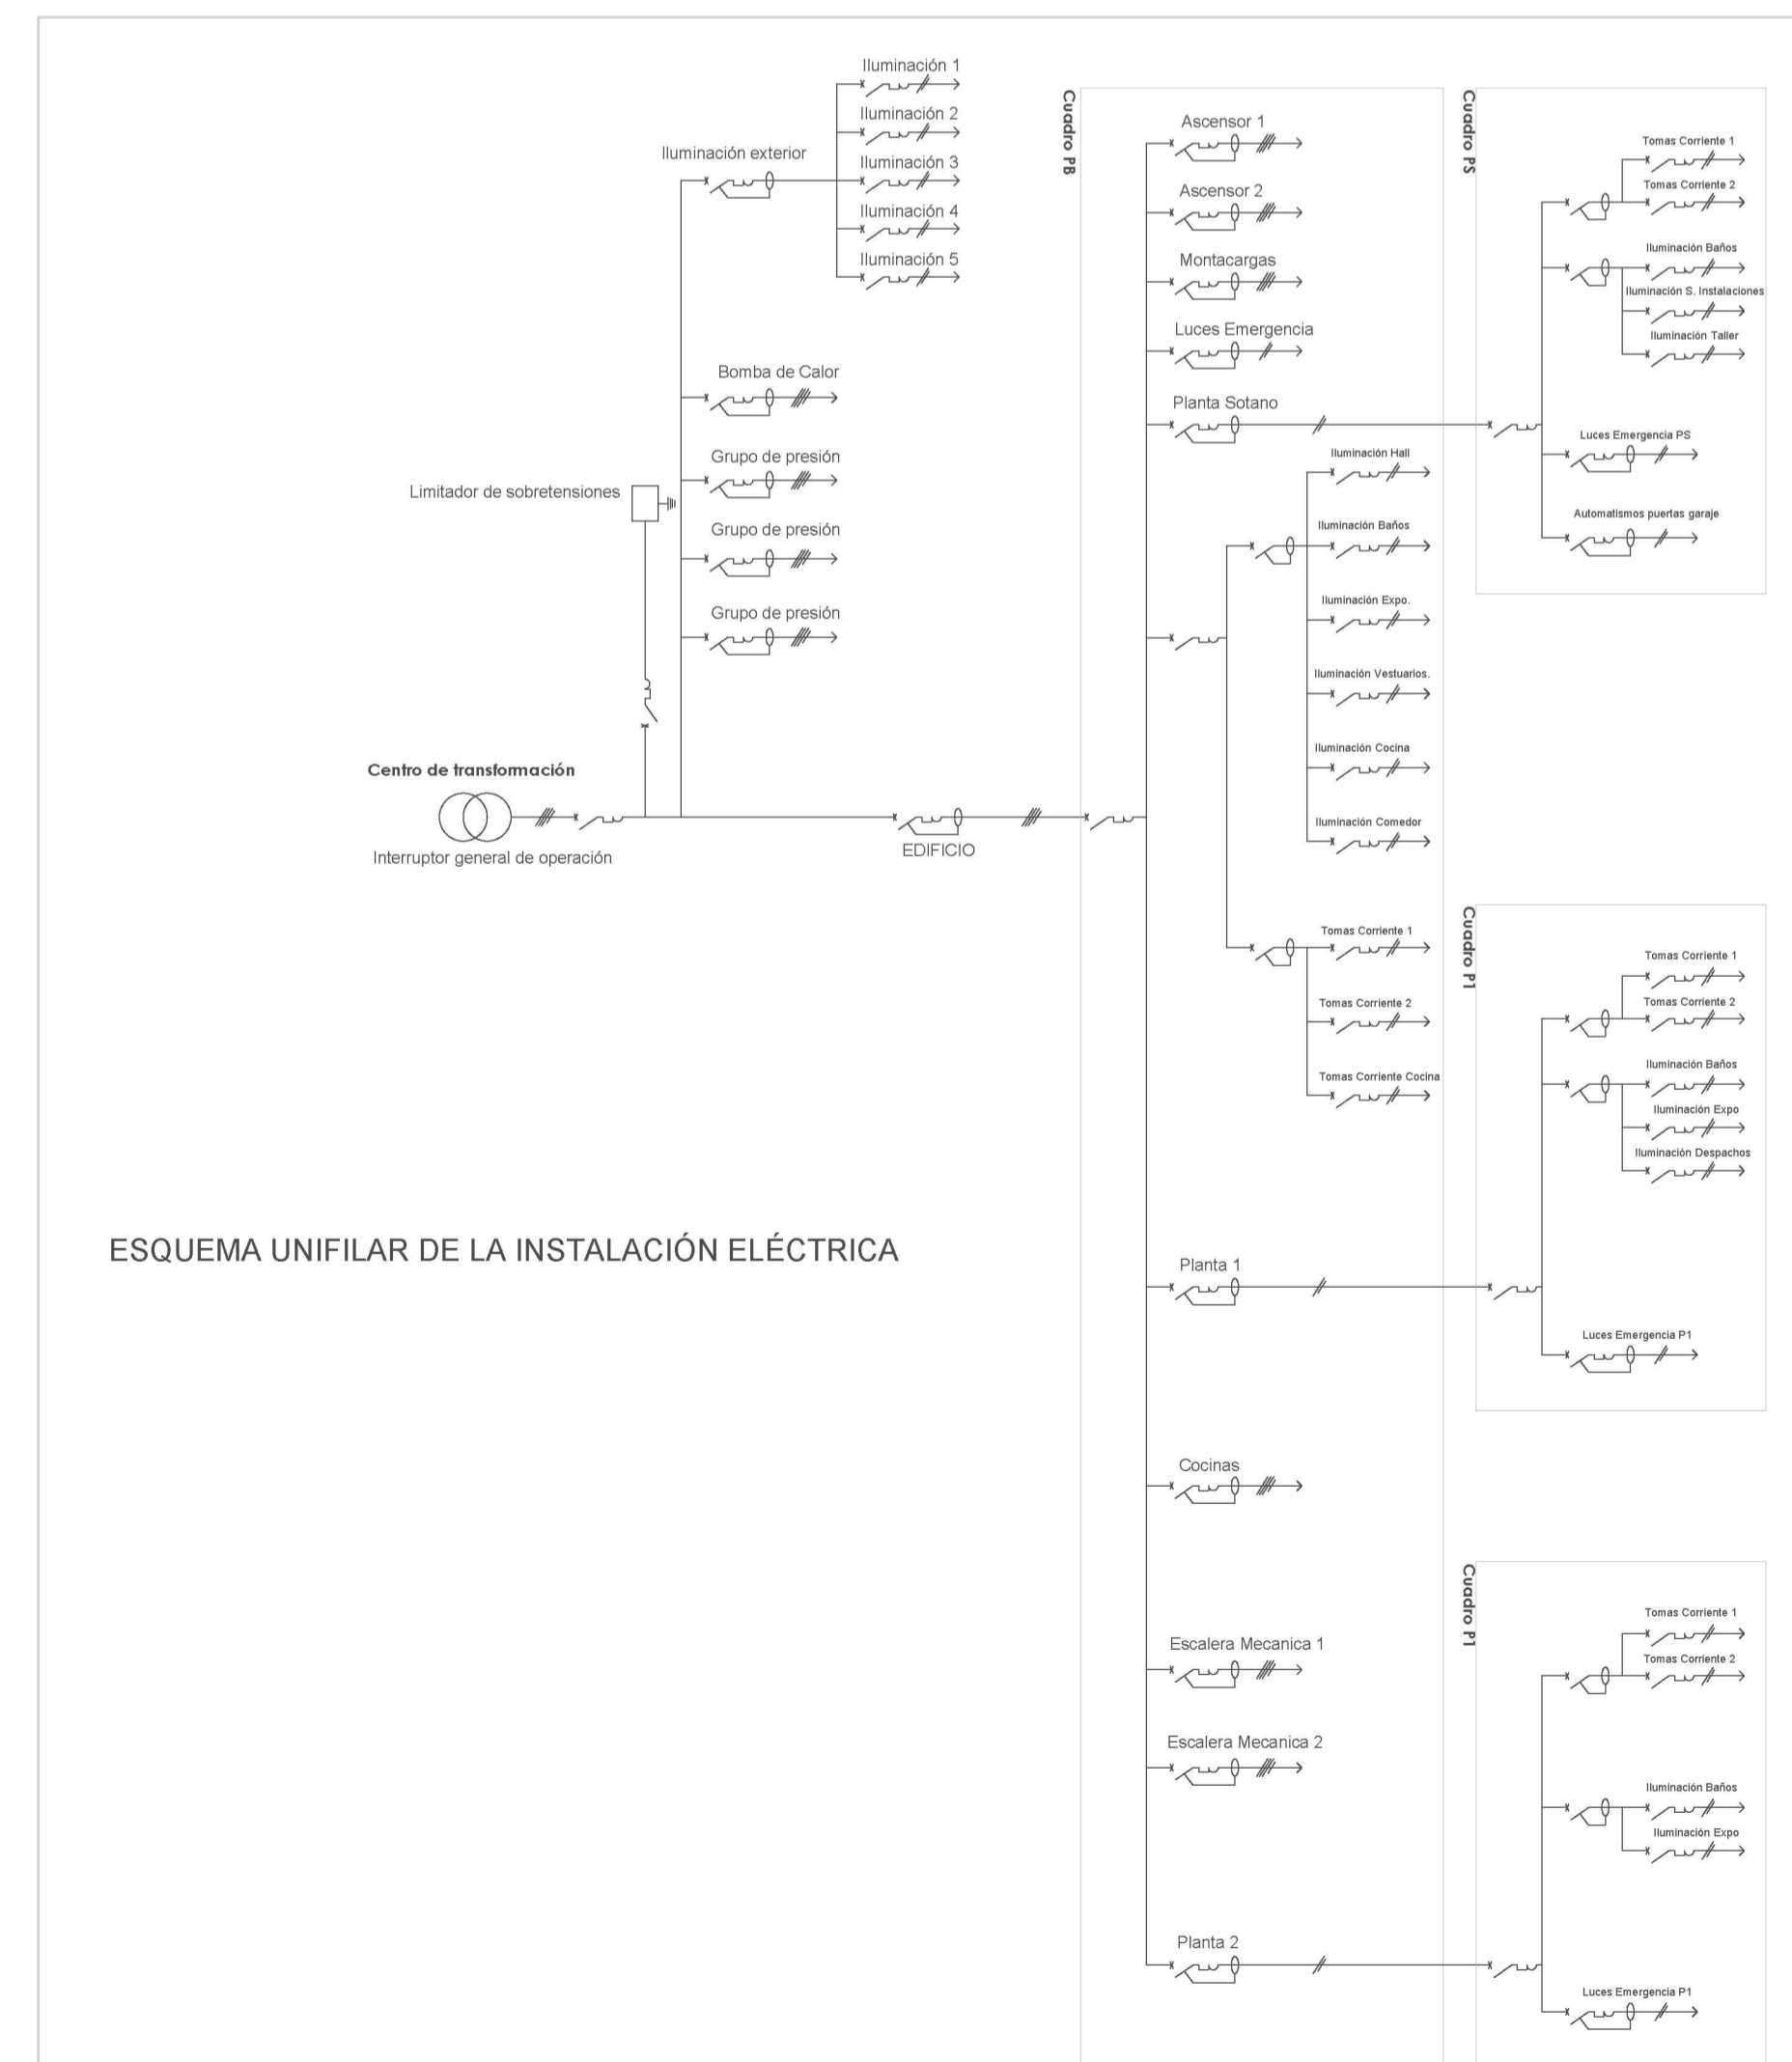 Iluminación 1
Iluminación 2
Iluminación exterior
Iluminación 3
Iluminación 4
Iluminación 5
Bomba de Calor
Grupo de presión
Limitador de sobretensiones
Grupo de presión
Grupo de presión
Centro de transformación
Interruptor general de operación
EDIFICIO
ESQUEMA UNIFILAR DE LA INSTALACIÓN ELÉCTRICA
Cuadro PB
Ascensor 1
Ascensor 2
Montacargas
Luces Emergencia
Planta Sotano
Iluminación Hall
Iluminación Baños
Iluminación Expo.
Iluminación Vestuarios.
Iluminación Cocina
Iluminación Comedor
Tomas Corriente 1
Tomas Corriente 2
Tomas Corriente Cocina
Planta 1
Cocinas
Escalera Mecanica 1
Escalera Mecanica 2
Planta 2
Cuadro PS
Tomas Corriente 1
Tomas Corriente 2
Iluminación Baños
Iluminación S. Instalaciones
Iluminación Taller
Luces Emergencia PS
Automatismos puertas garaje
Cuadro P1
Tomas Corriente 1
Tomas Corriente 2
Iluminación Baños
Iluminación Expo
Iluminación Despachos
Luces Emergencia P1
Cuadro P1
Tomas Corriente 1
Tomas Corriente 2
Iluminación Baños
Iluminación Expo
Luces Emergencia P1